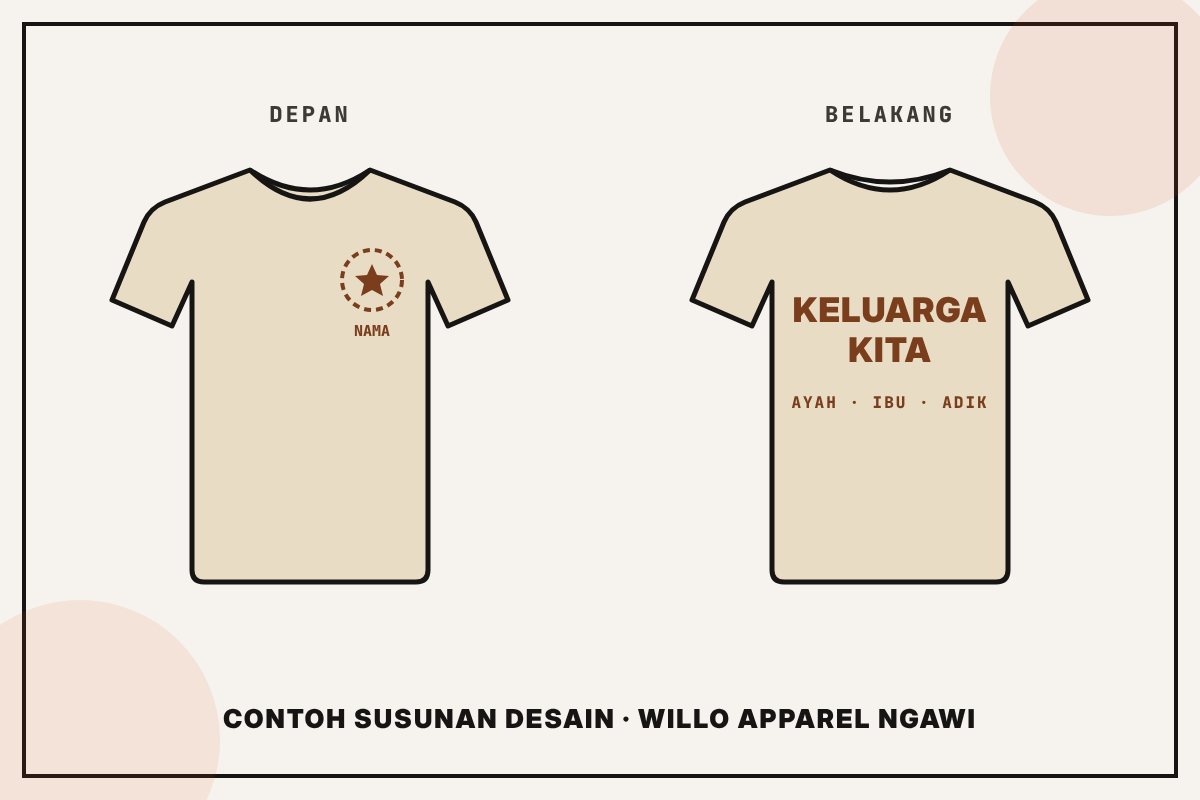 DEPAN
BELAKANG
NAMA
KELUARGA
KITA
AYAH · IBU · ADIK
CONTOH SUSUNAN DESAIN · WILLO APPAREL NGAWI